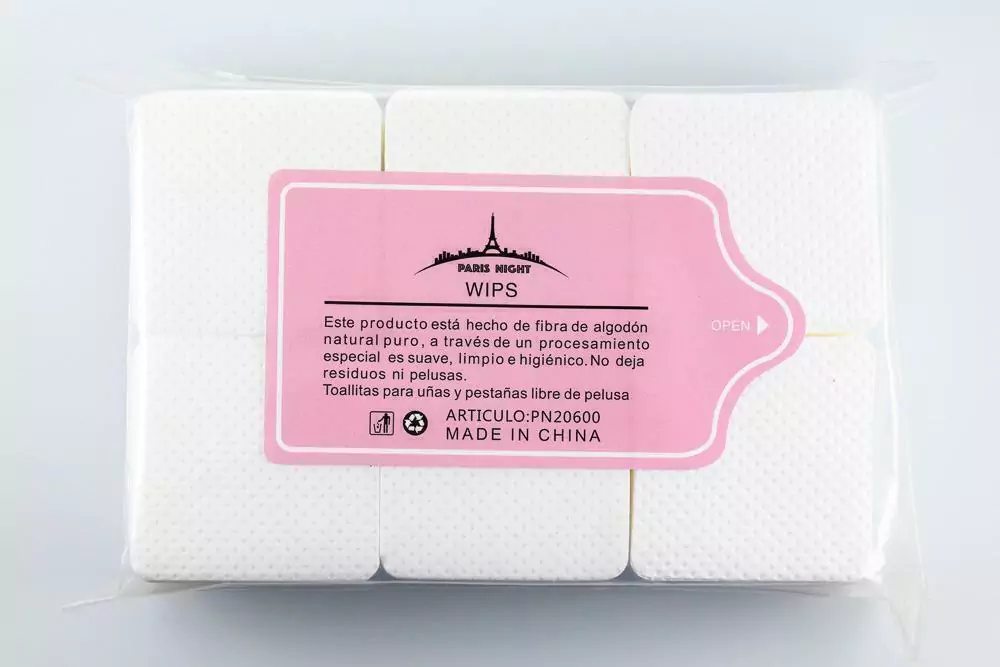 PARIS NIGHT
WIPS
Este producto está hecho de fibra de algodón
natural puro, a través de un procesamiento
especial es suave, limpio e higiénico. No deja
residuos ni pelusas.
Toallitas para uñas y pestañas libre de pelusa
ARTICULO:PN20600
MADE IN CHINA
OPEN